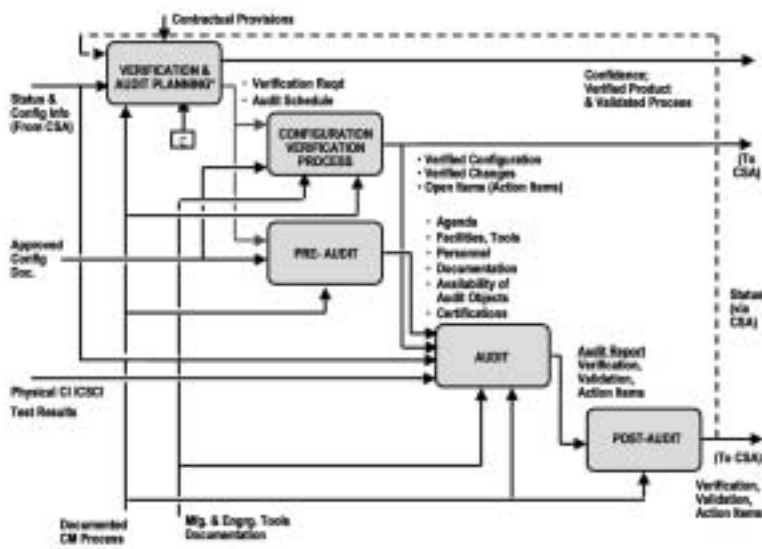 Contractual Provisions
VERIFICATION &
AUDIT PLANNING*
Status &
Config Info
(From CSA)
· Verification Reqt
· Audit Schedule
Confidence;
Verified Product
& Validated Process
CONFIGURATION
VERIFICATION
PROCESS
• Verified Configuration
• Verified Changes
• Open Items (Action Items)
(To
CSA)
Approved
Config
Doc.
PRE- AUDIT
· Agenda
· Facilities, Tools
· Personnel
· Documentation
· Availability of
Audit Objects
· Certifications
Status
(via
CSA)
AUDIT
Audit Report
Verification,
Validation,
Action Items
Physical CI (CSCI
Test Results
POST-AUDIT
(To CSA)
Verification,
Validation,
Action Items
Documented
CM Process
Mfg. & Engrg. Tools
Documentation